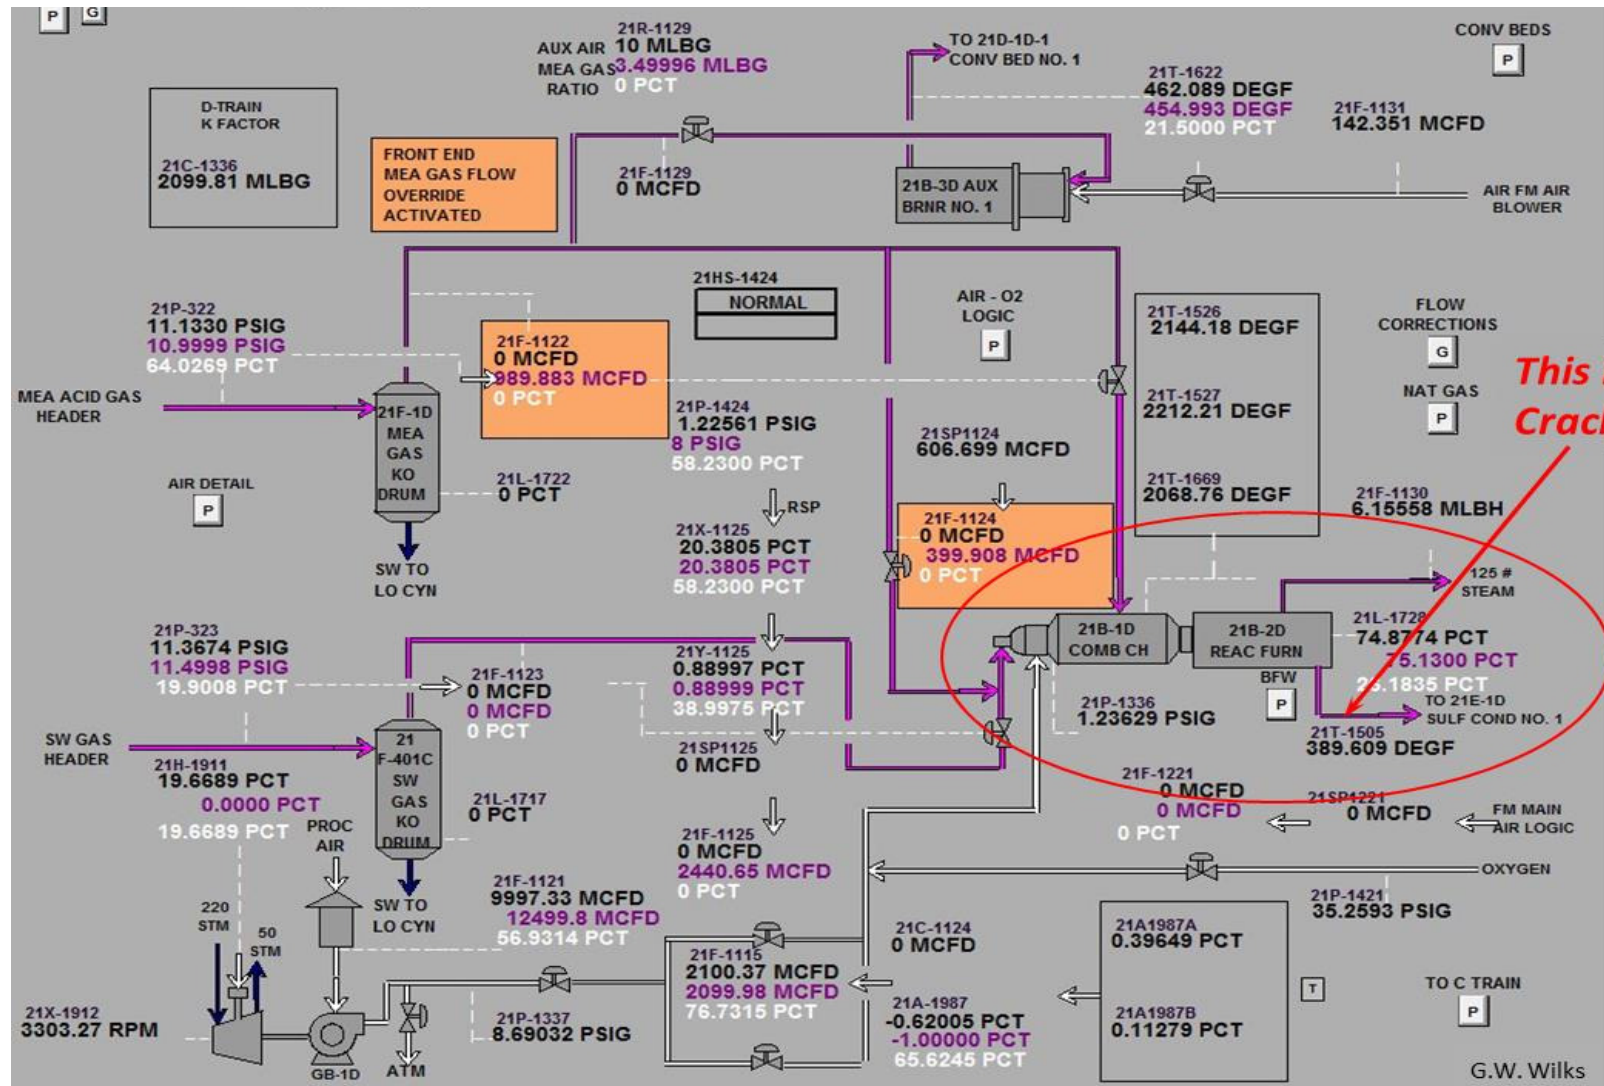 P
G
AUX AIR
MEA GAS
RATIO
21R-1129
10 MLBG
3.49996 MLBG
0 PCT
TO 21D-1D-1
CONV BED NO. 1
CONV BEDS
P
21T-1622
462.089 DEGF
454.993 DEGF
21.5000 PCT
21F-1131
142.351 MCFD
D-TRAIN
K FACTOR
21C-1336
2099.81 MLBG
FRONT END
MEA GAS FLOW
OVERRIDE
ACTIVATED
21F-1129
0 MCFD
21B-3D AUX
BRNR NO. 1
AIR FM AIR
BLOWER
21HS-1424
NORMAL
AIR - O2
LOGIC
P
21P-322
11.1330 PSIG
10.9999 PSIG
64.0269 PCT
21F-1122
0 MCFD
989.883 MCFD
0 PCT
21T-1526
2144.18 DEGF
21T-1527
2212.21 DEGF
21T-1669
2068.76 DEGF
FLOW
CORRECTIONS
G
NAT GAS
P
This
Crac
MEA ACID GAS
HEADER
21F-1D
MEA
GAS
KO
DRUM
21P-1424
1.22561 PSIG
8 PSIG
58.2300 PCT
21SP1124
606.699 MCFD
AIR DETAIL
P
21L-1722
0 PCT
RSP
21F-1124
0 MCFD
399.908 MCFD
0 PCT
21F-1130
6.15558 MLBH
SW TO
LO CYN
21X-1125
20.3805 PCT
20.3805 PCT
58.2300 PCT
125 #
STEAM
21B-1D
COMB CH
21B-2D
REAC FURN
21L-1728
74.8774 PCT
75.1300 PCT
23.1835 PCT
21P-323
11.3674 PSIG
11.4998 PSIG
19.9008 PCT
21F-1123
0 MCFD
0 MCFD
0 PCT
21Y-1125
0.88997 PCT
0.88999 PCT
38.9975 PCT
BFW
P
21P-1336
1.23629 PSIG
TO 21E-1D
SULF COND NO. 1
21T-1505
389.609 DEGF
SW GAS
HEADER
21
F-401C
SW
GAS
KO
DRUM
21SP1125
0 MCFD
21H-1911
19.6689 PCT
0.0000 PCT
19.6689 PCT
21L-1717
0 PCT
21F-1221
0 MCFD
0 MCFD
0 PCT
21SP1221
0 MCFD
FM MAIN
AIR LOGIC
PROC
AIR
21F-1125
0 MCFD
2440.65 MCFD
0 PCT
OXYGEN
SW TO
LO CYN
21F-1121
9997.33 MCFD
12499.8 MCFD
56.9314 PCT
21P-1421
35.2593 PSIG
220
STM
50
STM
21C-1124
0 MCFD
21A1987A
0.39649 PCT
21A1987B
0.11279 PCT
T
TO C TRAIN
P
21F-1115
2100.37 MCFD
2099.98 MCFD
76.7315 PCT
21A-1987
-0.62005 PCT
-1.00000 PCT
65.6245 PCT
21X-1912
3303.27 RPM
21P-1337
8.69032 PSIG
GB-1D
ATM
G.W. Wilks